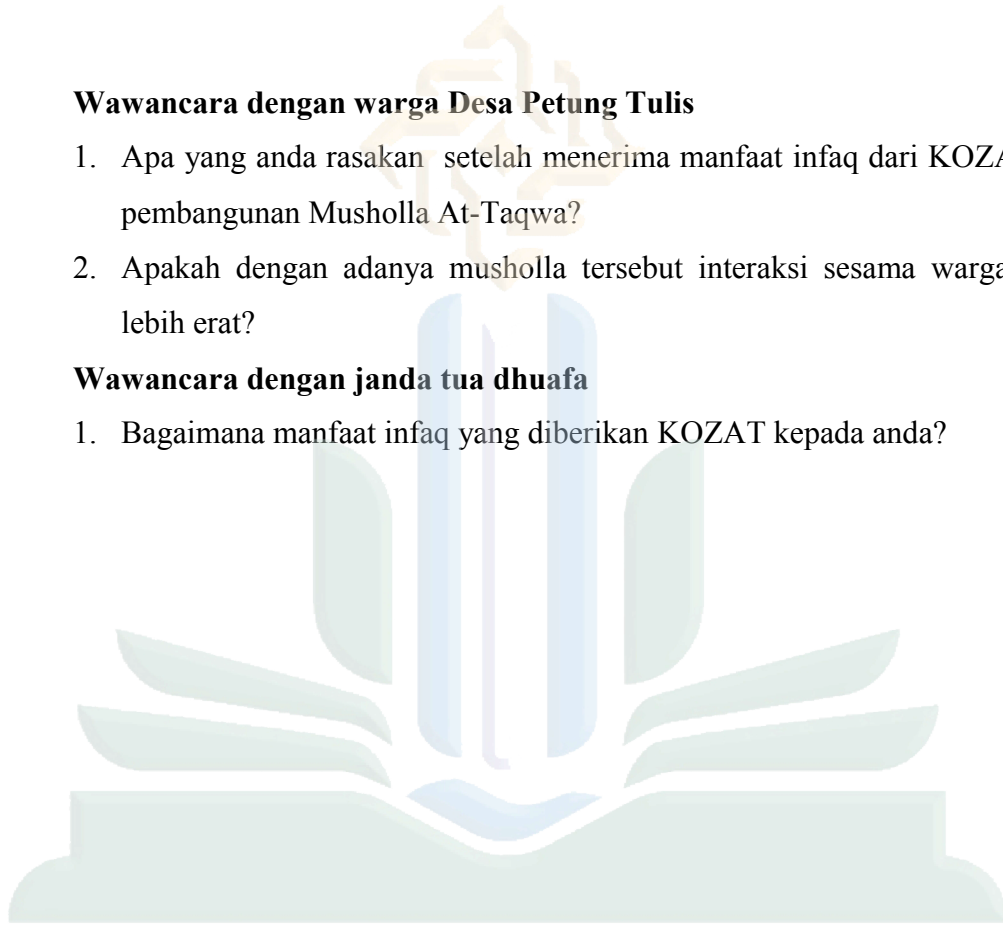 Wawancara dengan warga Desa Petung Tulis
1. Apa yang anda rasakan setelah menerima manfaat infaq dari KOZA
pembangunan Musholla At-Taqwa?
2. Apakah dengan adanya musholla tersebut interaksi sesama warga
lebih erat?
Wawancara dengan janda tua dhuafa
1. Bagaimana manfaat infaq yang diberikan KOZAT kepada anda?